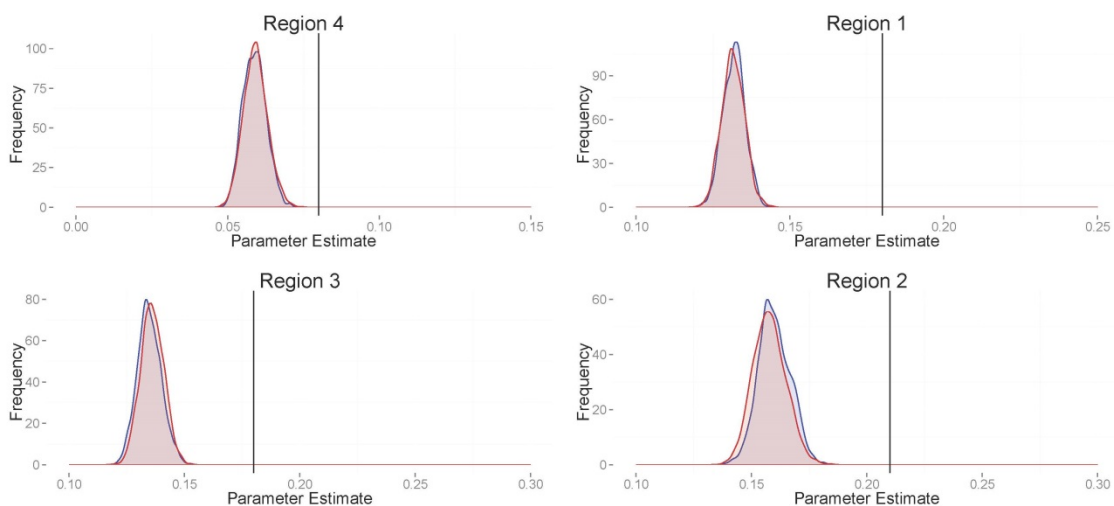 Region 4
100
75
50
25
0
Frequency
0.00 0.05 0.10 0.15
Parameter Estimate
Region 1
90
60
30
0
Frequency
0.10 0.15 0.20 0.25
Parameter Estimate
Region 3
80
60
40
20
0
Frequency
0.10 0.15 0.20 0.25 0.30
Parameter Estimate
Region 2
60
40
20
0
Frequency
0.10 0.15 0.20 0.25 0.30
Parameter Estimate